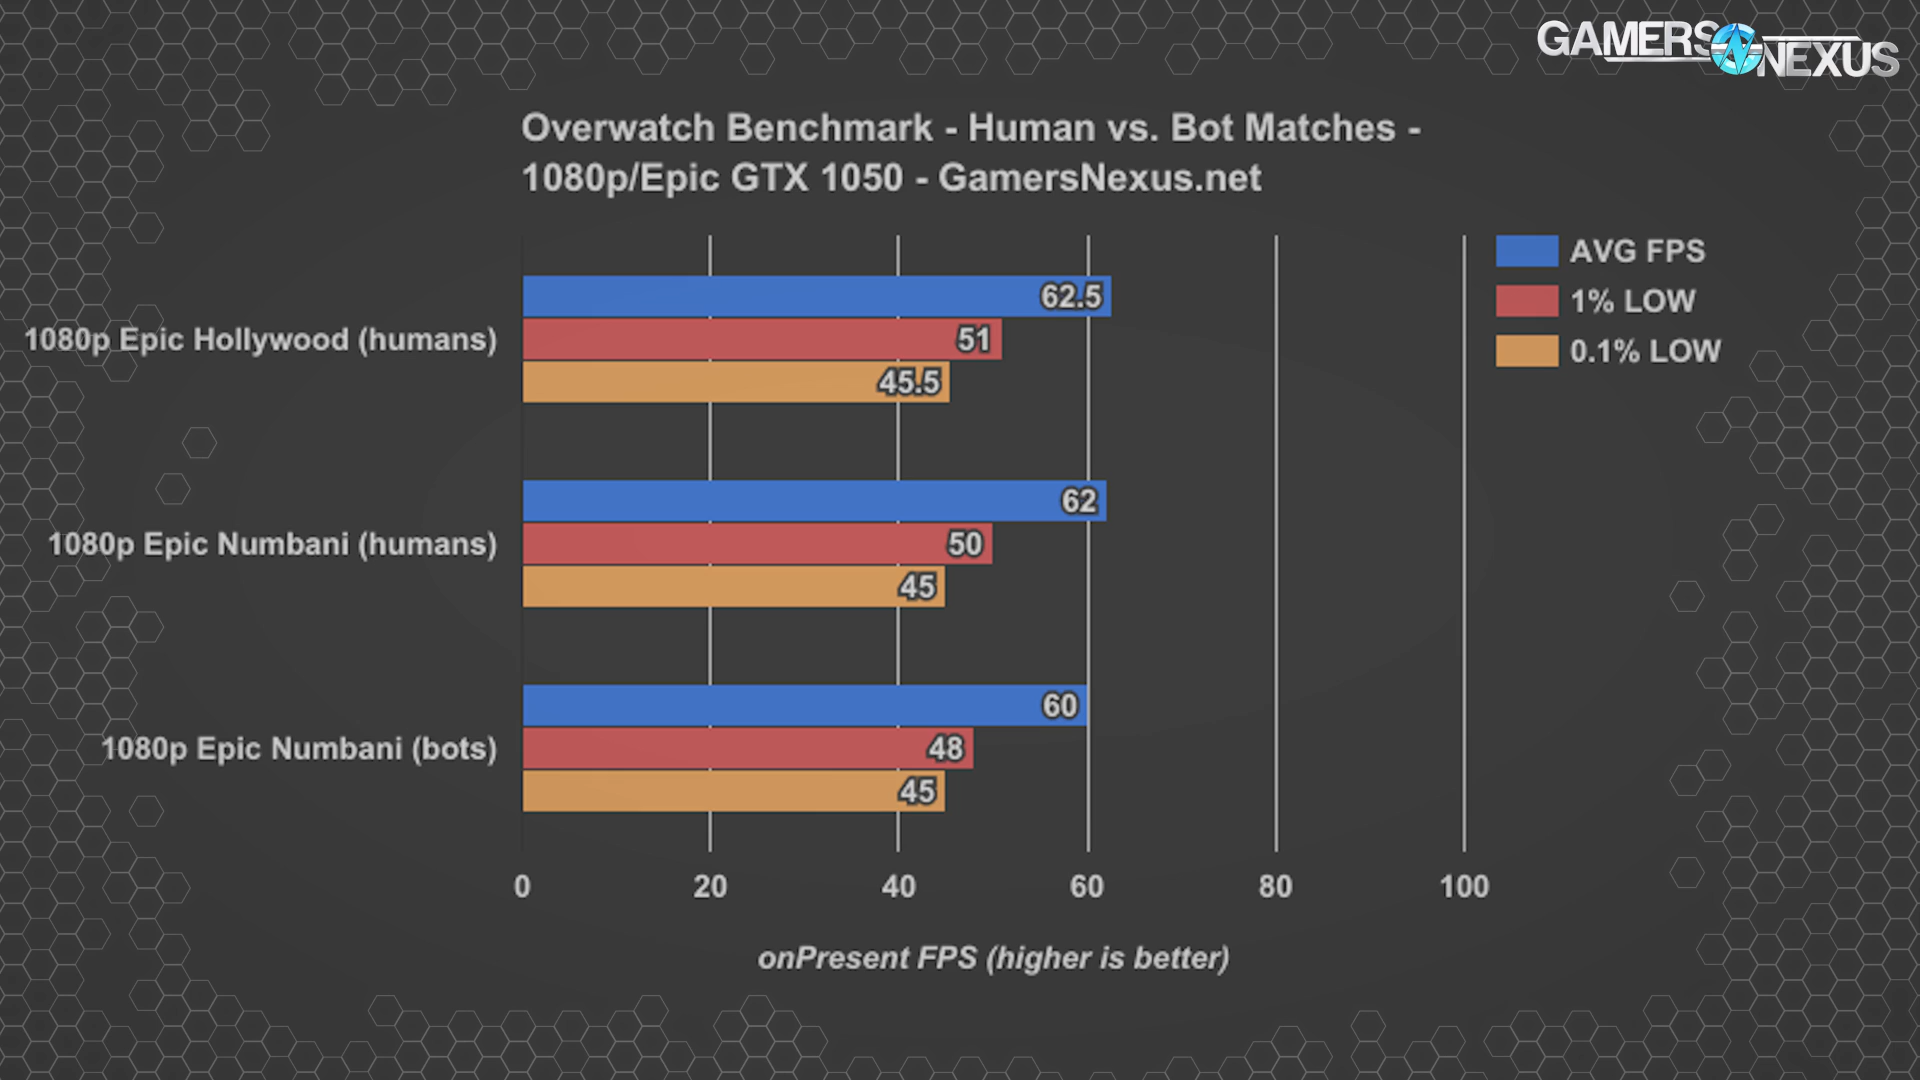 GAMERS NEXUS
Overwatch Benchmark - Human vs. Bot Matches -
1080p/Epic GTX 1050 - GamersNexus.net
AVG FPS
1% LOW
0.1% LOW
1080p Epic Hollywood (humans)
62.5
51
45.5
1080p Epic Numbani (humans)
62
50
45
1080p Epic Numbani (bots)
60
48
45
0 20 40 60 80 100
onPresent FPS (higher is better)